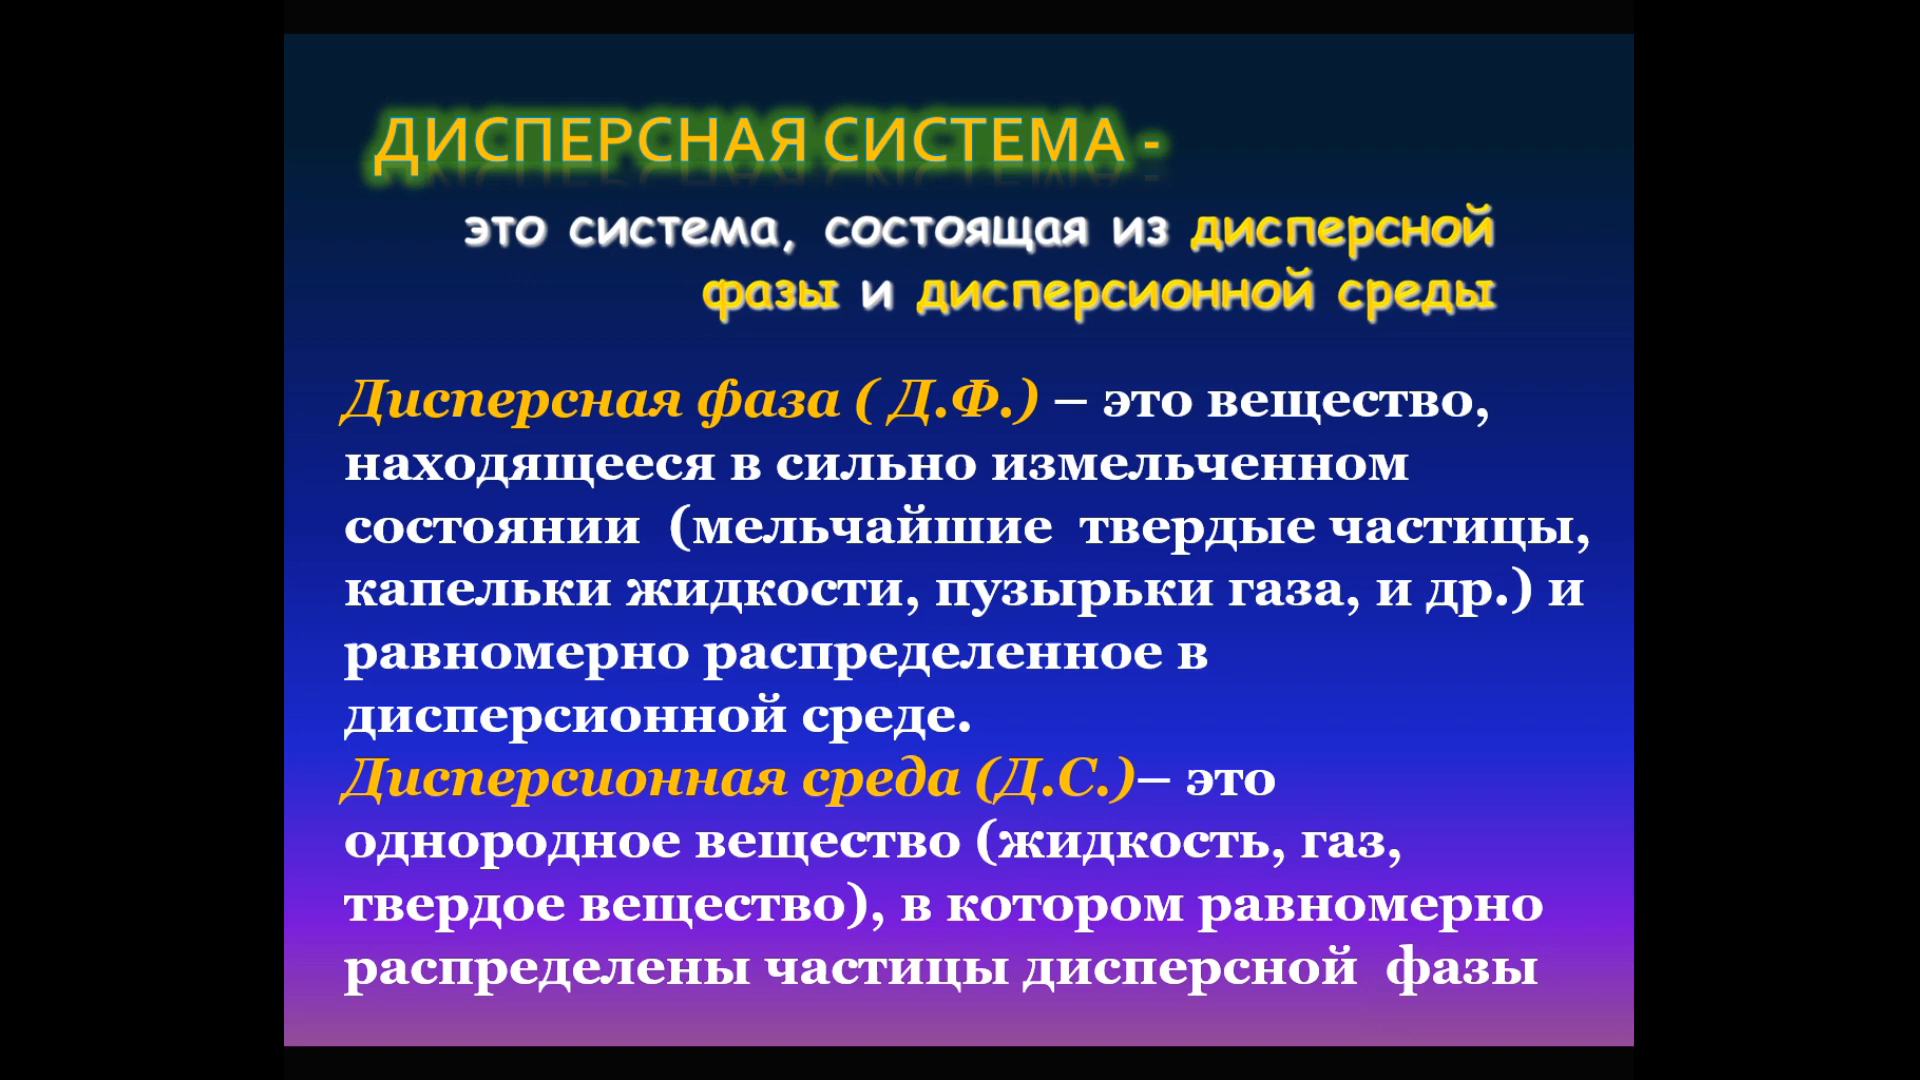 ДИСПЕРСНАЯ СИСТЕМА -
это система, состоящая из дисперсной
фазы и дисперсионной среды
Дисперсная фаза ( Д.Ф.) – это вещество,
находящееся в сильно измельченном
состоянии (мельчайшие твердые частицы,
капельки жидкости, пузырьки газа, и др.) и
равномерно распределенное в
дисперсионной среде.
Дисперсионная среда (Д.С.)– это
однородное вещество (жидкость, газ,
твердое вещество), в котором равномерно
распределены частицы дисперсной фазы